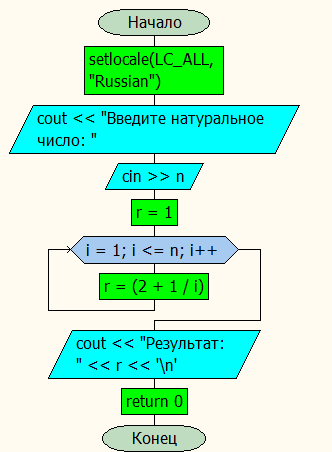 Начало
setlocale(LC_ALL,
"Russian")
cout << "Введите натуральное
число: "
cin >> n
r = 1
i = 1; i <= n; i++
r = (2 + 1 / i)
cout << "Результат:
" << r << '\n'
return 0
Конец